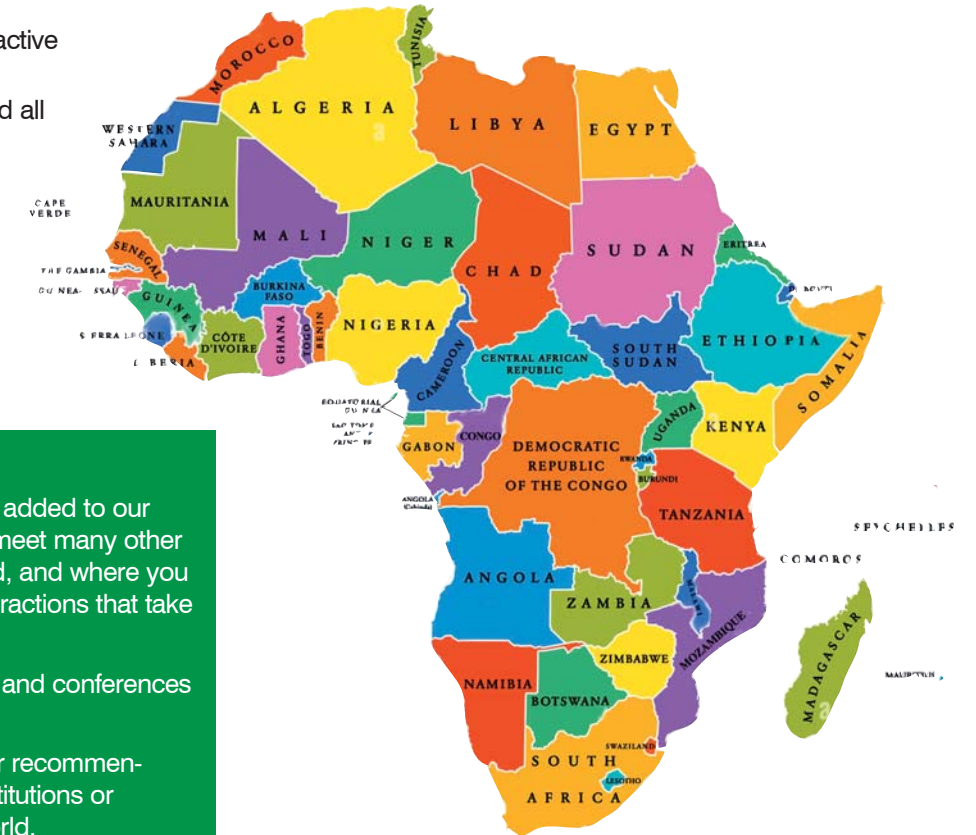 active
d all
MOROCCO
TUNISIA
ALGERIA
LIBYA
EGYPT
WESTERN
SAHARA
CAPE
VERDE
MAURITANIA
MALI
NIGER
CHAD
SUDAN
ERITREA
SENEGAL
THE GAMBIA
GUINEA
BURKINA
FASO
NIGERIA
SIERRA LEONE
CÔTE
D'IVOIRE
GHANA
TOGO
BENIN
CAMEROON
CENTRAL AFRICAN
REPUBLIC
SOUTH
SUDAN
ETHIOPIA
SOMALIA
EQUATORIAL
GABON
CONGO
DEMOCRATIC
REPUBLIC
OF THE CONGO
UGANDA
KENYA
RWANDA
BURUNDI
ANGOLA
(Cabinda)
TANZANIA
SEYCHELLES
COMOROS
ANGOLA
ZAMBIA
MALAWI
MOZAMBIQUE
MADAGASCAR
ZIMBABWE
NAMIBIA
BOTSWANA
SWAZILAND
SOUTH
AFRICA
LESOTHO
added to our
meet many other
d, and where you
ractions that take
and conferences
r recommen-
titutions or
rld.